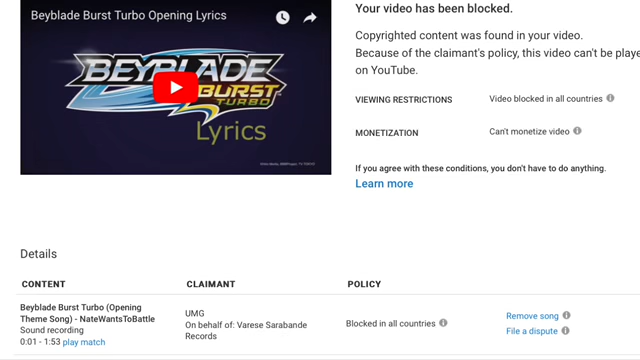 Beyblade Burst Turbo Opening Lyrics
BEYBLADE
BURST
TURBO
Lyrics
Your video has been blocked.
Copyrighted content was found in your video.
Because of the claimant's policy, this video can't be playe
on YouTube.
VIEWING RESTRICTIONS
Video blocked in all countries
MONETIZATION
Can't monetize video
If you agree with these conditions, you don't have to do anything.
Learn more
Details
CONTENT CLAIMANT POLICY
Beyblade Burst Turbo (Opening
Theme Song) - NateWantsToBattle
Sound recording
0:01 - 1:53 play match
UMG
On behalf of: Varese Sarabande
Records
Blocked in all countries
Remove song
File a dispute